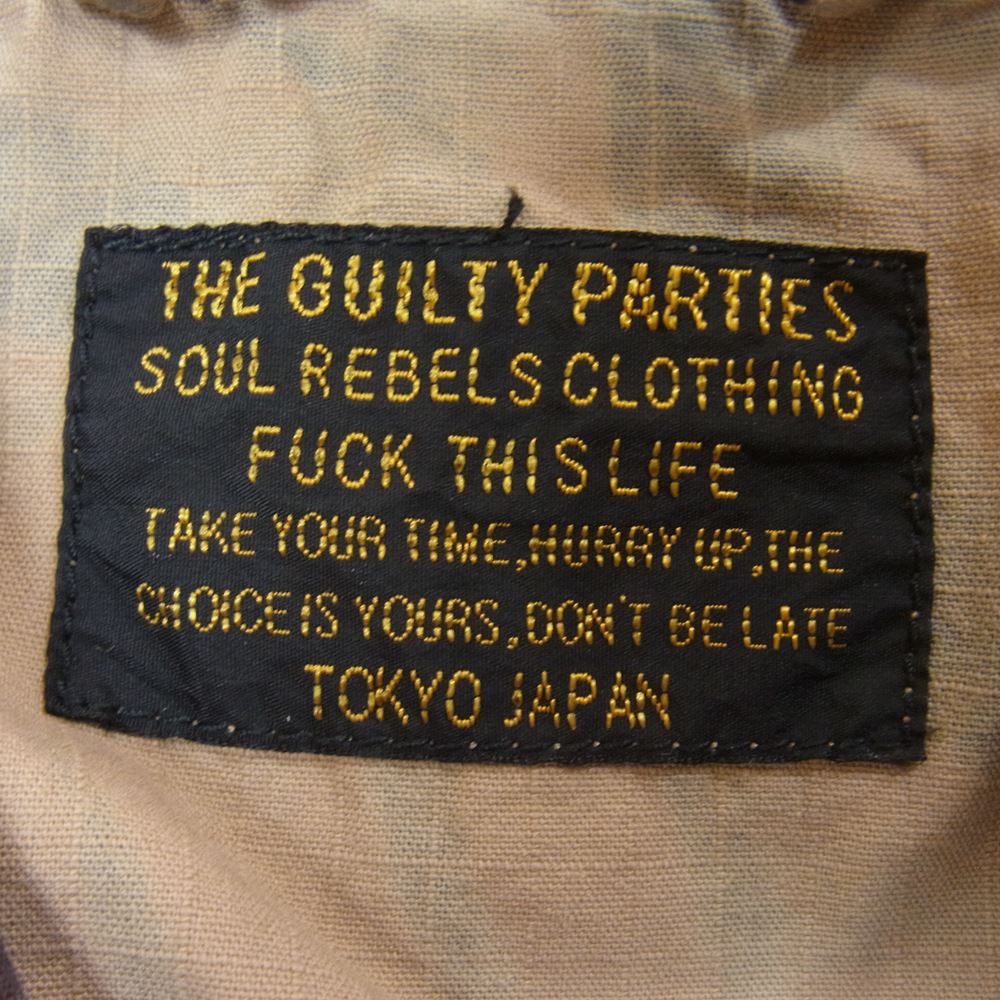 THE GUILTY PARTIES
SOUL REBELS CLOTHING
FUCK THIS LIFE
TAKE YOUR TIME,HURRY UP,THE
CHOICE IS YOURS,DON'T BE LATE
TOKYO JAPAN